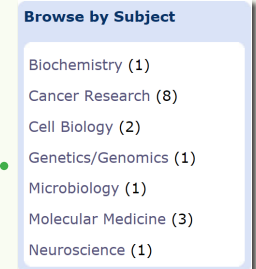 Browse by Subject
Biochemistry (1)
Cancer Research (8)
Cell Biology (2)
Genetics/Genomics (1)
Microbiology (1)
Molecular Medicine (3)
Neuroscience (1)